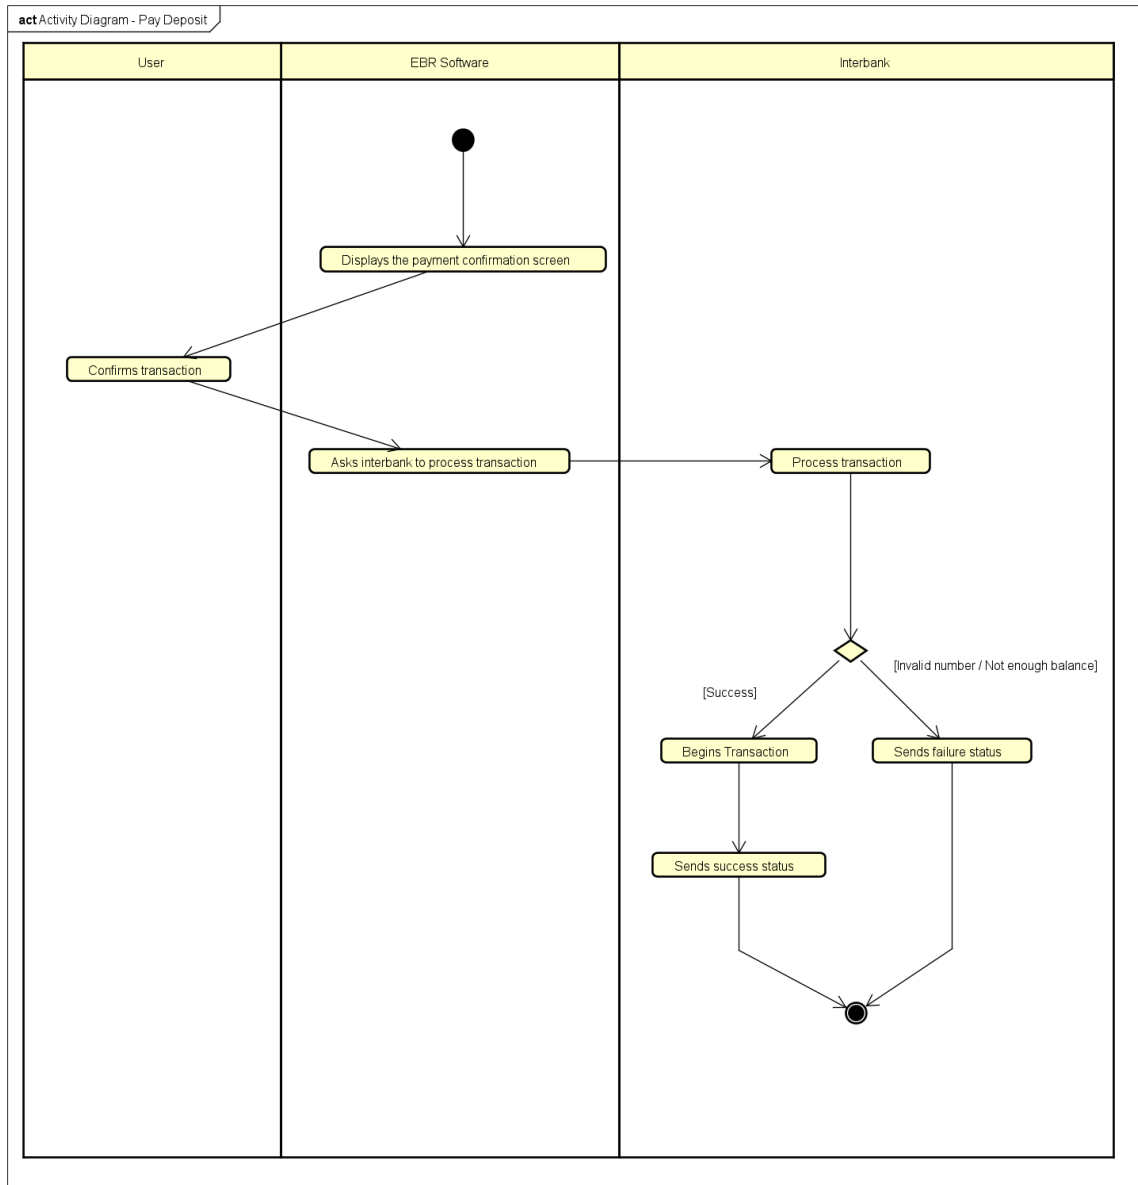 act Activity Diagram - Pay Deposit
User
EBR Software
Interbank
Displays the payment confirmation screen
Confirms transaction
Asks interbank to process transaction
Process transaction
[Invalid number / Not enough balance]
[Success]
Begins Transaction
Sends failure status
Sends success status